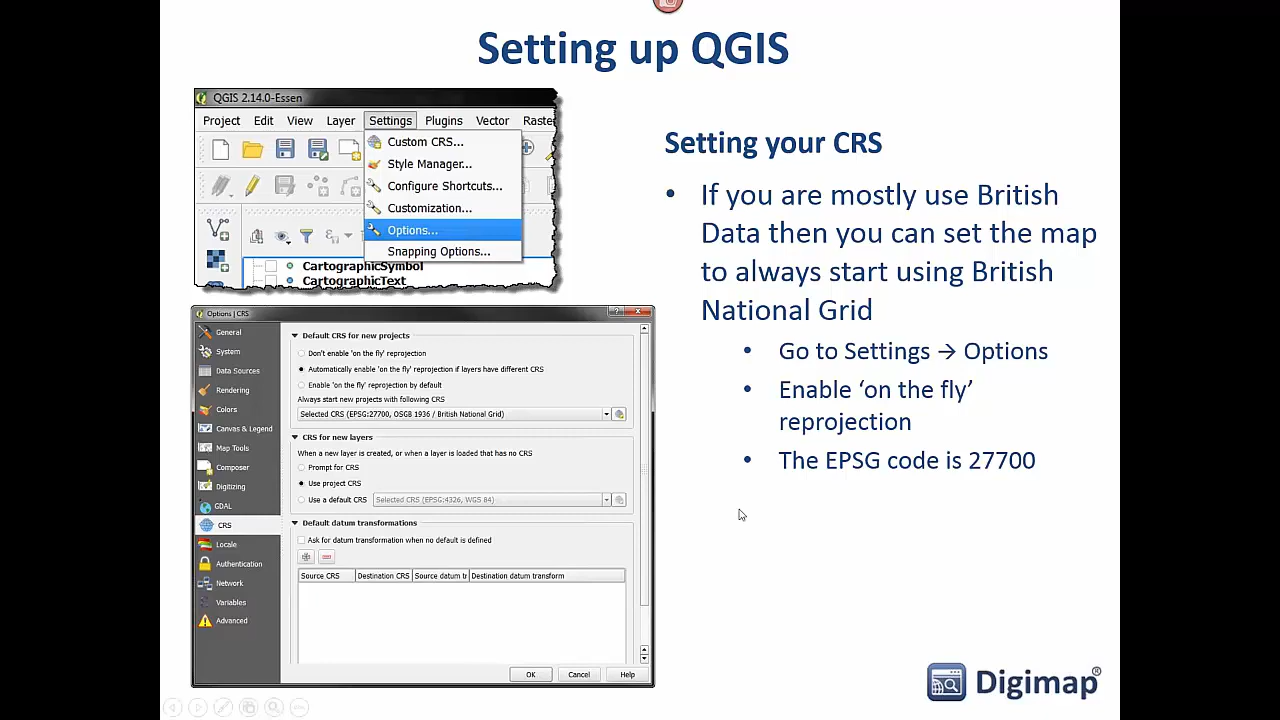 Setting up QGIS
QGIS 2.14.0-Essen
Project Edit View Layer Settings Plugins Vector Raste
Custom CRS...
Style Manager...
Configure Shortcuts...
Customization...
Options...
Snapping Options...
CartographicSymbol
CartographicText
Options | CRS
General
System
Data Sources
Rendering
Colors
Canvas & Legend
Map Tools
Composer
Digitizing
GDAL
CRS
Locale
Authentication
Network
Variables
Advanced
Default CRS for new projects
Don't enable 'on the fly' reprojection
Automatically enable 'on the fly' reprojection if layers have different CRS
Enable 'on the fly' reprojection by default
Always start new projects with following CRS
Selected CRS (EPSG:27700, OSGB 1936 / British National Grid)
CRS for new layers
When a new layer is created, or when a layer is loaded that has no CRS
Prompt for CRS
Use project CRS
Use a default CRS Selected CRS (EPSG:4326, WGS 84)
Default datum transformations
Ask for datum transformation when no default is defined
Source CRS Destination CRS Source datum tr Destination datum transform
OK Cancel Help
Setting your CRS
• If you are mostly use British
Data then you can set the map
to always start using British
National Grid
• Go to Settings → Options
• Enable ‘on the fly’
reprojection
• The EPSG code is 27700
Digimap®